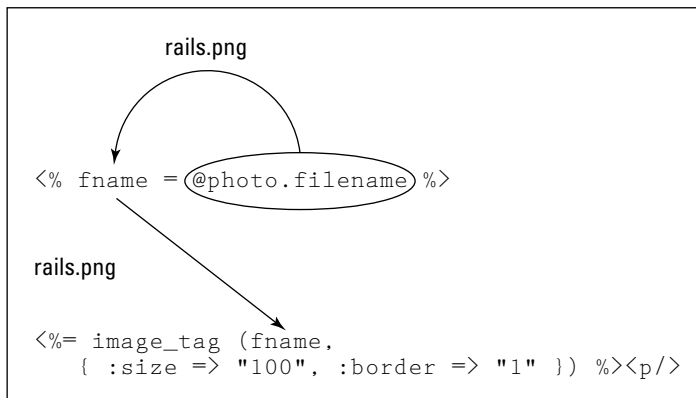 rails.png
<% fname = @photo.filename %>
rails.png
<%= image_tag (fname,
{ :size => "100", :border => "1" }) %><p/>